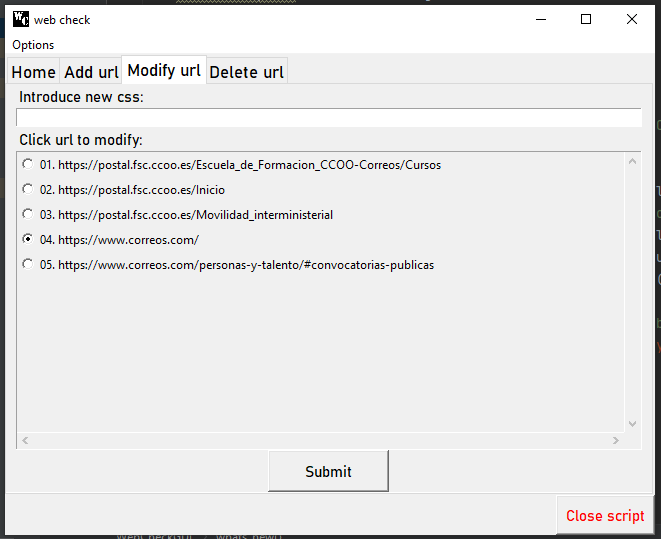 WC web check
Options
Home Add url Modify url Delete url
Introduce new css:
Click url to modify:
01. https://postal.fsc.ccoo.es/Escuela_de_Formacion_CCOO-Correos/Cursos
02. https://postal.fsc.ccoo.es/Inicio
03. https://postal.fsc.ccoo.es/Movilidad_interministerial
04. https://www.correos.com/
05. https://www.correos.com/personas-y-talento/#convocatorias-publicas
Submit
Close script